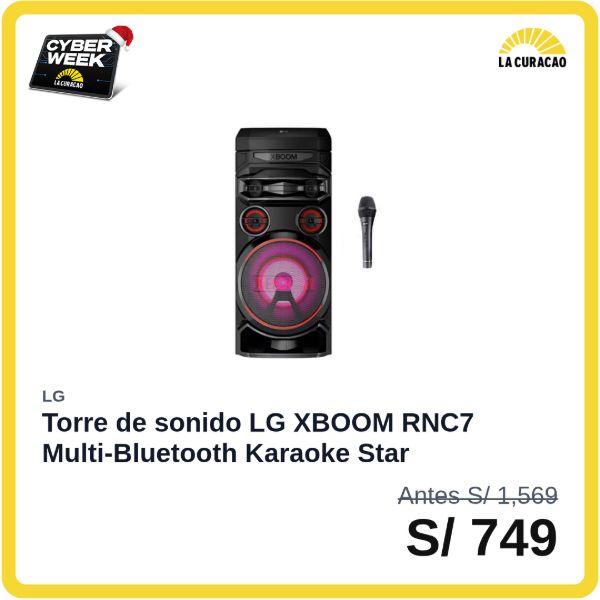 CYBER
WEEK
LA CURACAO
LA CURACAO
XBOOM
LG
Torre de sonido LG XBOOM RNC7
Multi-Bluetooth Karaoke Star
Antes S/ 1,569
S/ 749